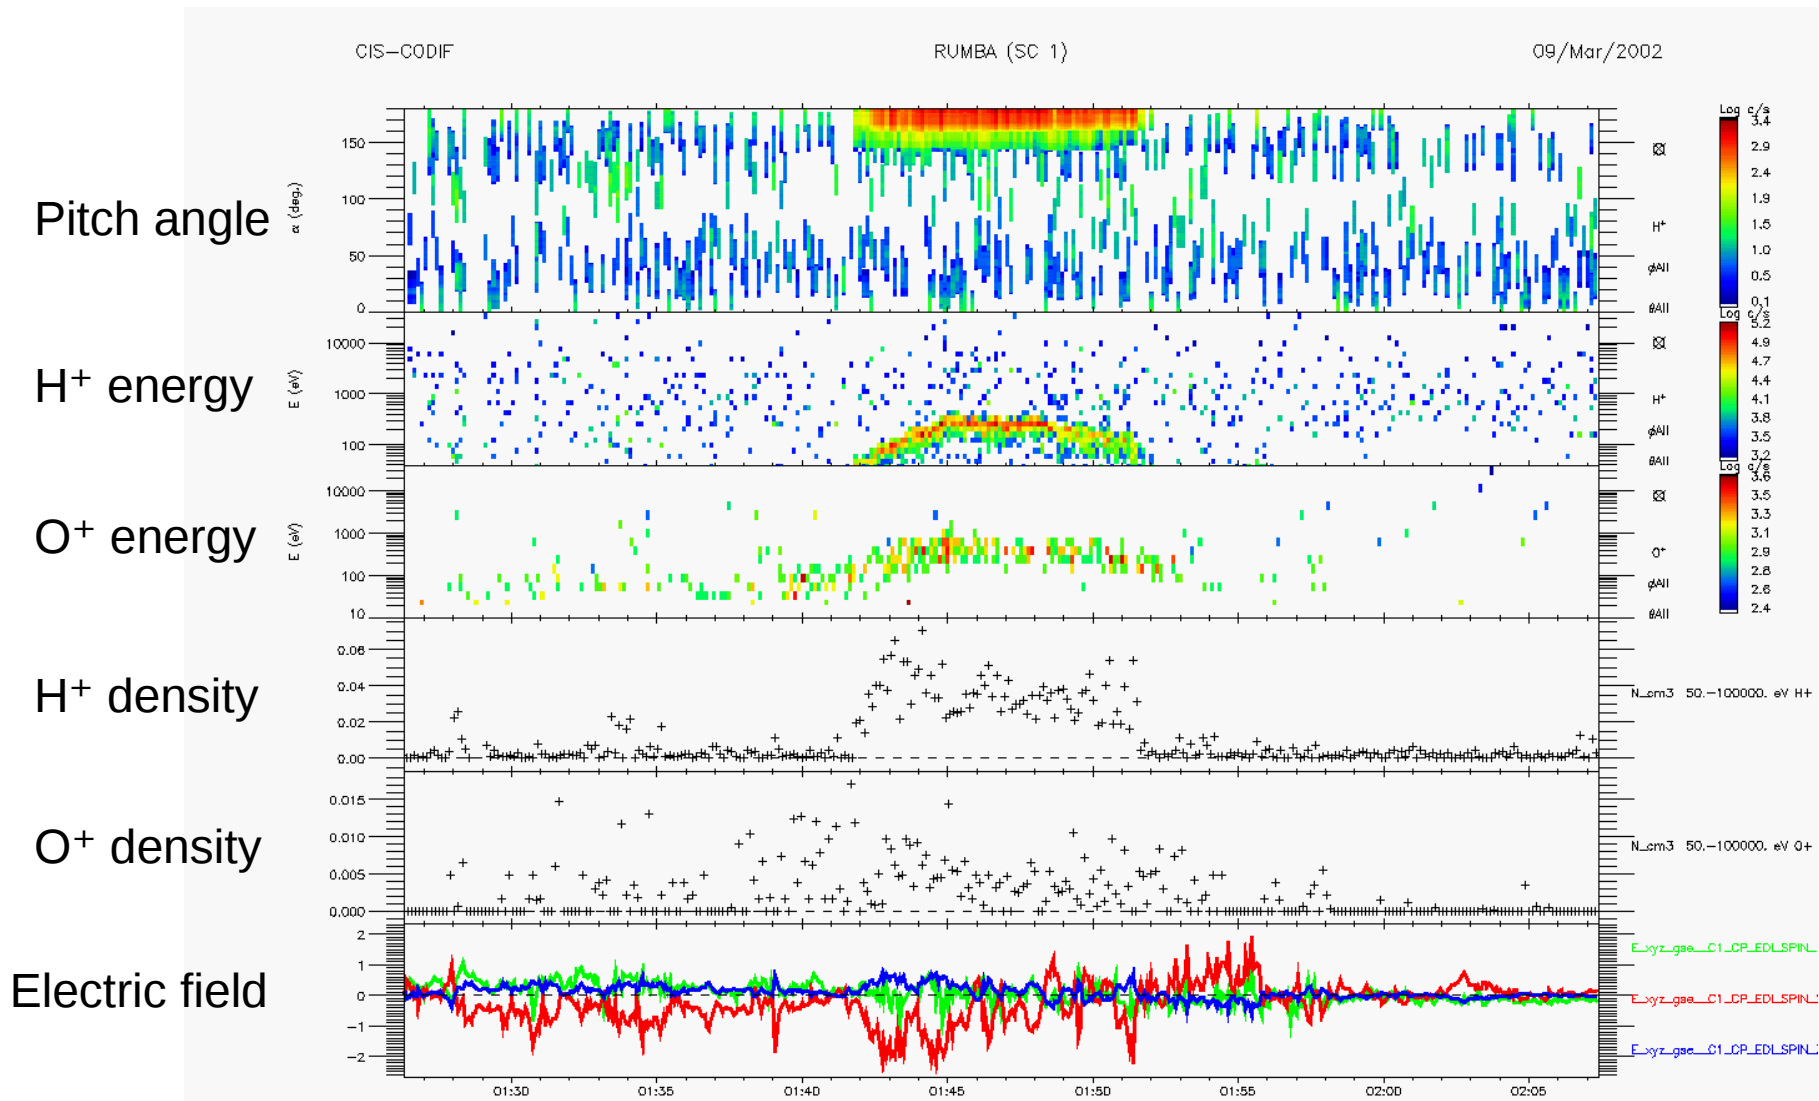 CIS-CODIF RUMBA (SC 1) 09/Mar/2002
Pitch angle
α (deg.)
150
100
50
0
H+
φAll
θAll
Log c/s
3.4
2.9
2.4
1.9
1.5
1.0
0.5
0.1
H+ energy
E (eV)
10000
1000
100
H+
φAll
θAll
Log c/s
5.2
4.9
4.7
4.4
4.1
3.8
3.5
3.2
O+ energy
E (eV)
10000
1000
100
10
O+
φAll
θAll
Log c/s
3.6
3.5
3.3
3.1
2.9
2.8
2.6
2.4
H+ density
0.06
0.04
0.02
0.00
N_cm3 50.-100000. eV H+
O+ density
0.015
0.010
0.005
0.000
N_cm3 50.-100000. eV O+
Electric field
2
1
0
-1
-2
E_xyz_gse__C1_CP_EDI_SPIN_
E_xyz_gse__C1_CP_EDI_SPIN_
E_xyz_gse__C1_CP_EDI_SPIN_
01:30 01:35 01:40 01:45 01:50 01:55 02:00 02:05